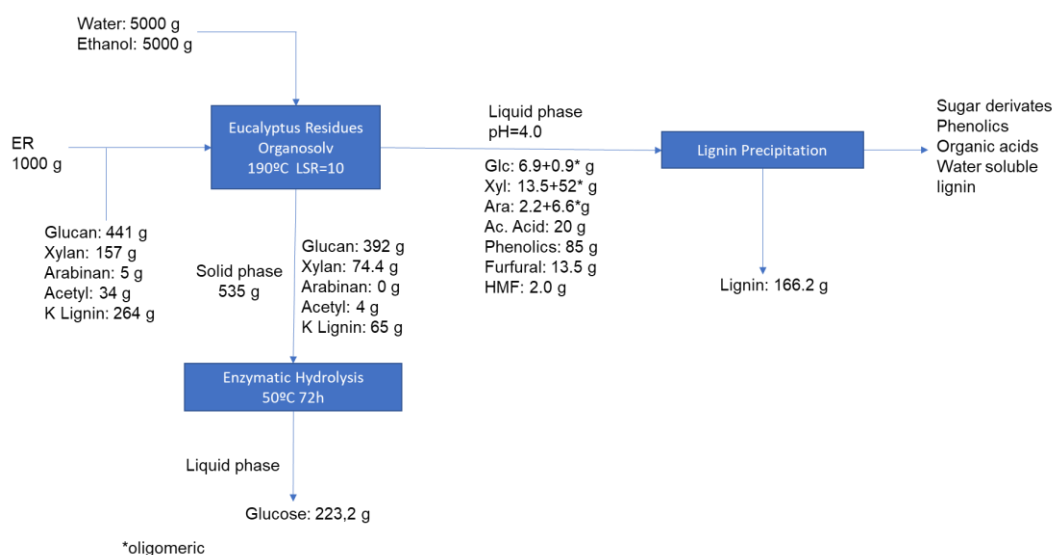 Water: 5000 g
Ethanol: 5000 g
ER
1000 g
Eucalyptus Residues
Organosolv
190ºC LSR=10
Glucan: 441 g
Xylan: 157 g
Arabinan: 5 g
Acetyl: 34 g
K Lignin: 264 g
Liquid phase
pH=4.0
Glc: 6.9+0.9* g
Xyl: 13.5+52* g
Ara: 2.2+6.6*g
Ac. Acid: 20 g
Phenolics: 85 g
Furfural: 13.5 g
HMF: 2.0 g
Lignin Precipitation
Sugar derivates
Phenolics
Organic acids
Water soluble
lignin
Lignin: 166.2 g
Solid phase
535 g
Glucan: 392 g
Xylan: 74.4 g
Arabinan: 0 g
Acetyl: 4 g
K Lignin: 65 g
Enzymatic Hydrolysis
50ºC 72h
Liquid phase
Glucose: 223,2 g
*oligomeric